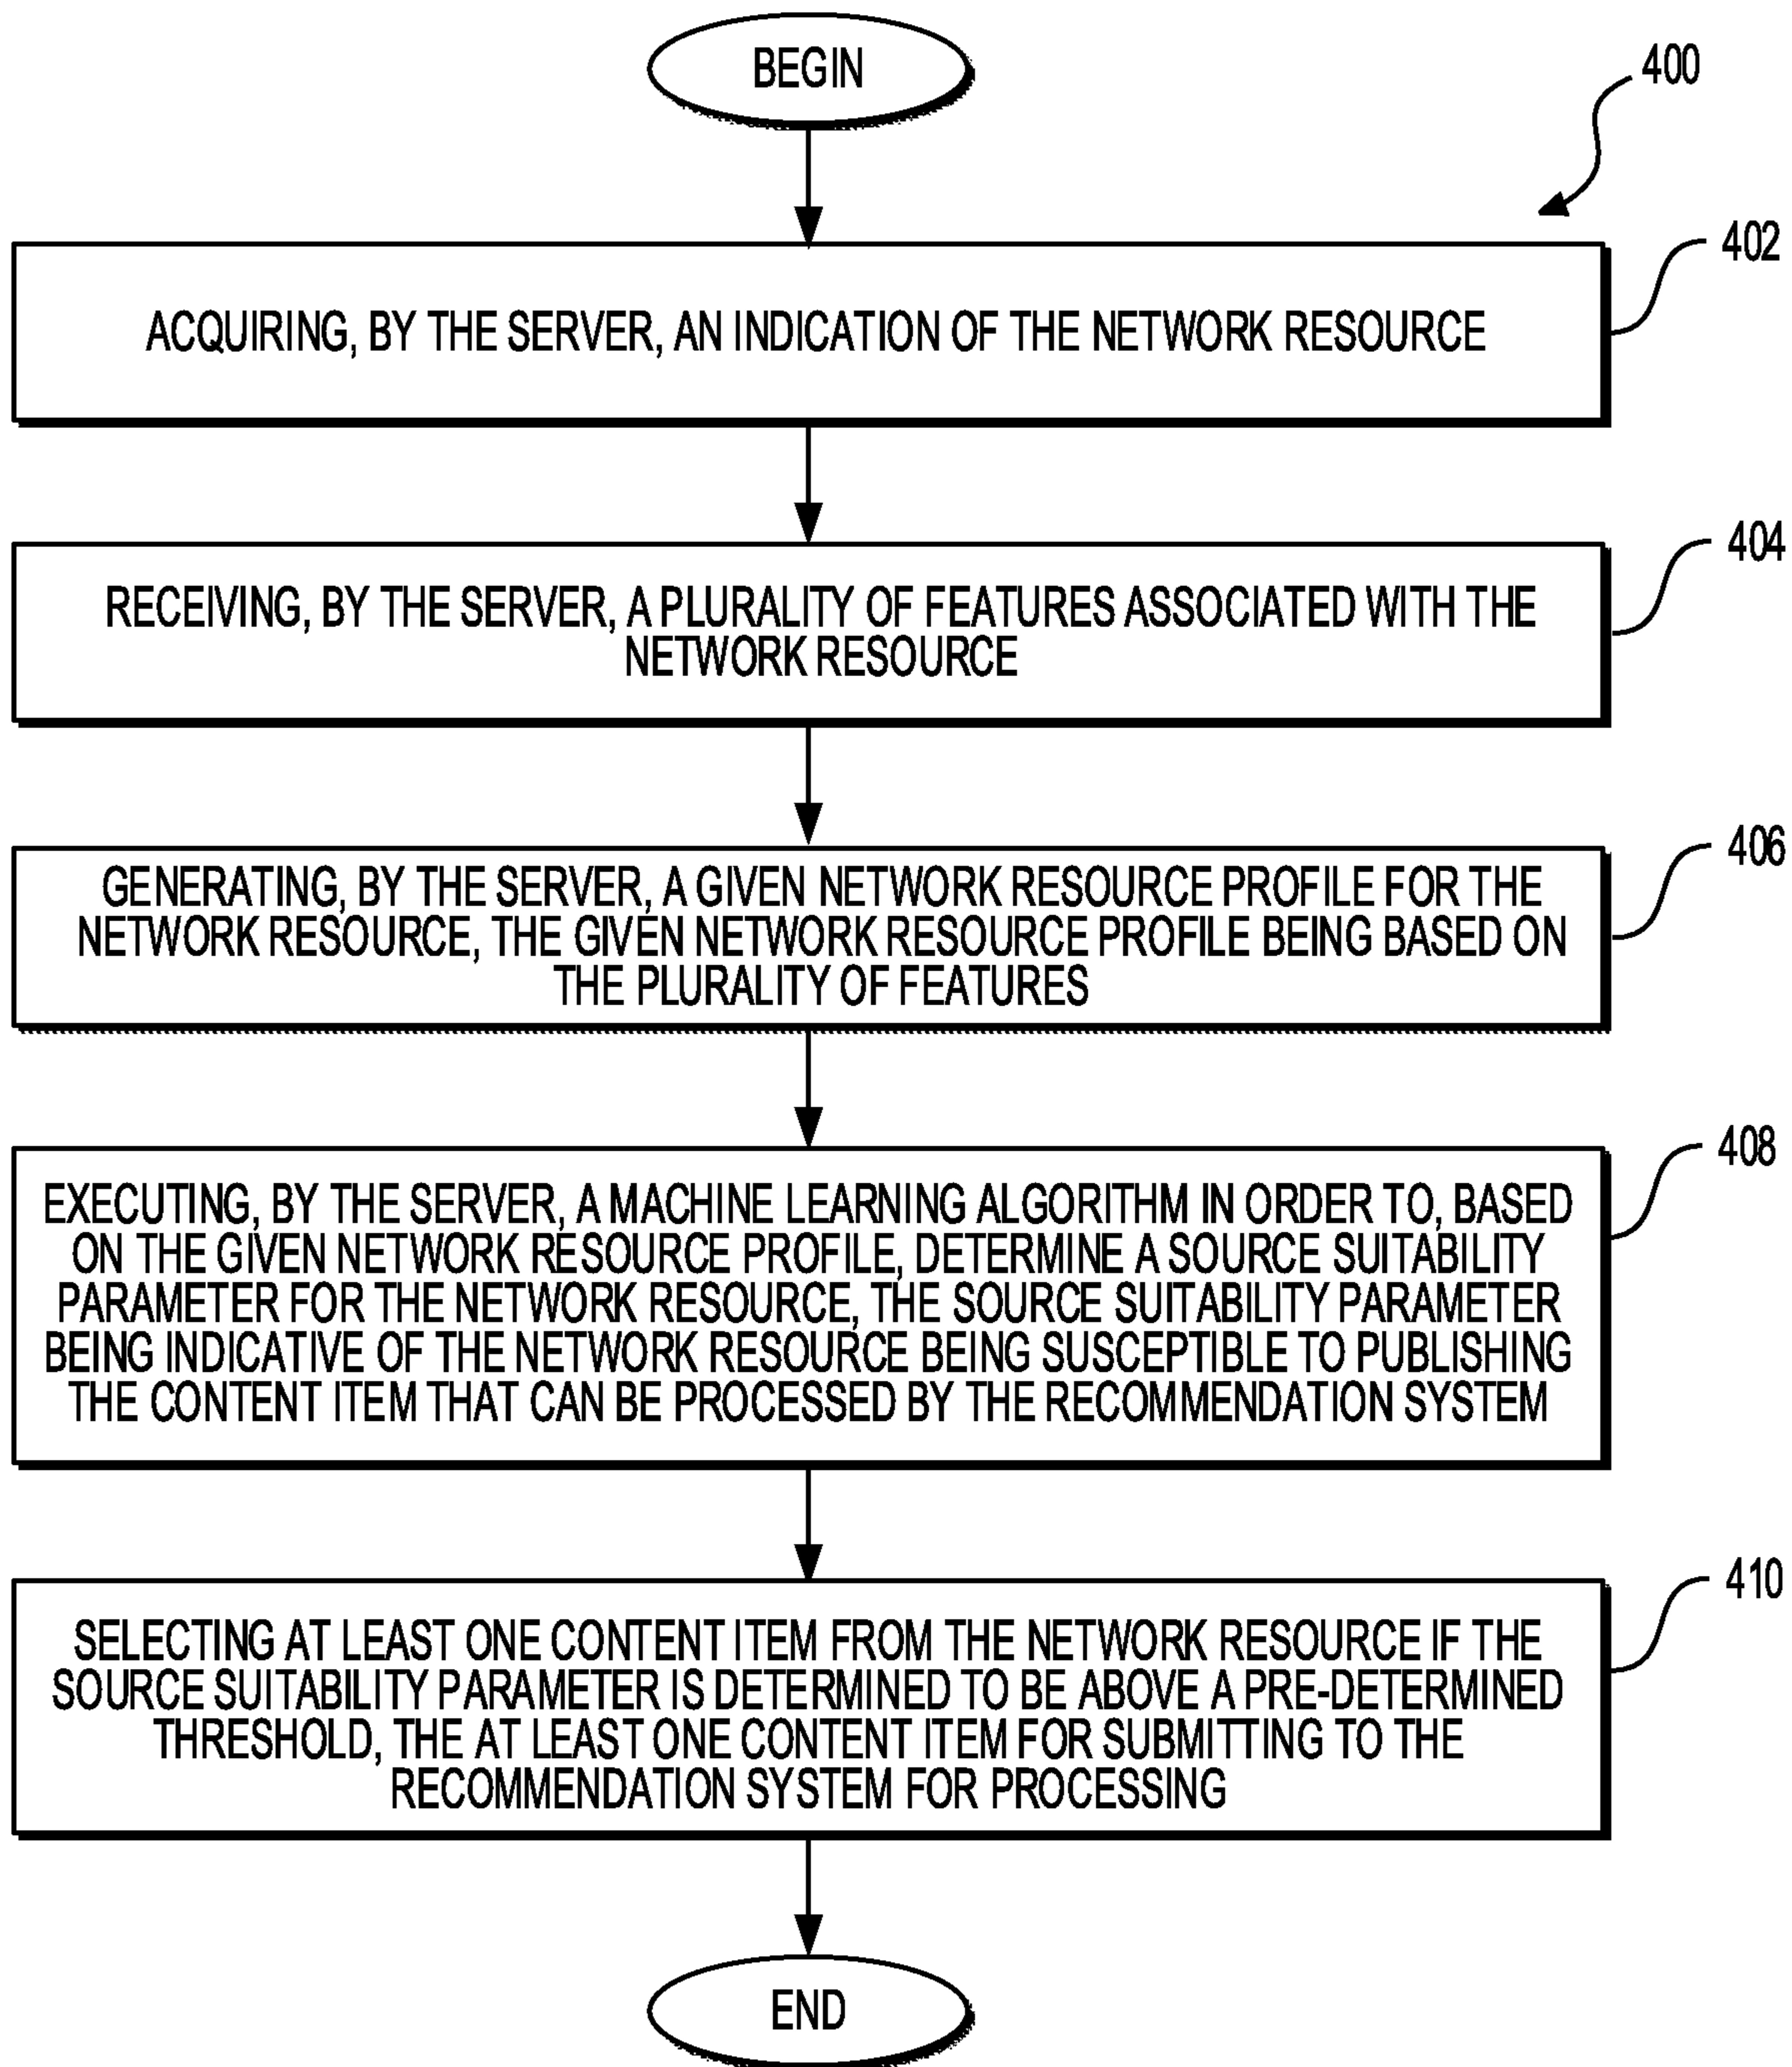 BEGIN
400
402
ACQUIRING, BY THE SERVER, AN INDICATION OF THE NETWORK RESOURCE
404
RECEIVING, BY THE SERVER, A PLURALITY OF FEATURES ASSOCIATED WITH THE
NETWORK RESOURCE
406
GENERATING, BY THE SERVER, A GIVEN NETWORK RESOURCE PROFILE FOR THE
NETWORK RESOURCE, THE GIVEN NETWORK RESOURCE PROFILE BEING BASED ON
THE PLURALITY OF FEATURES
408
EXECUTING, BY THE SERVER, A MACHINE LEARNING ALGORITHM IN ORDER TO, BASED
ON THE GIVEN NETWORK RESOURCE PROFILE, DETERMINE A SOURCE SUITABILITY
PARAMETER FOR THE NETWORK RESOURCE, THE SOURCE SUITABILITY PARAMETER
BEING INDICATIVE OF THE NETWORK RESOURCE BEING SUSCEPTIBLE TO PUBLISHING
THE CONTENT ITEM THAT CAN BE PROCESSED BY THE RECOMMENDATION SYSTEM
410
SELECTING AT LEAST ONE CONTENT ITEM FROM THE NETWORK RESOURCE IF THE
SOURCE SUITABILITY PARAMETER IS DETERMINED TO BE ABOVE A PRE-DETERMINED
THRESHOLD, THE AT LEAST ONE CONTENT ITEM FOR SUBMITTING TO THE
RECOMMENDATION SYSTEM FOR PROCESSING
END